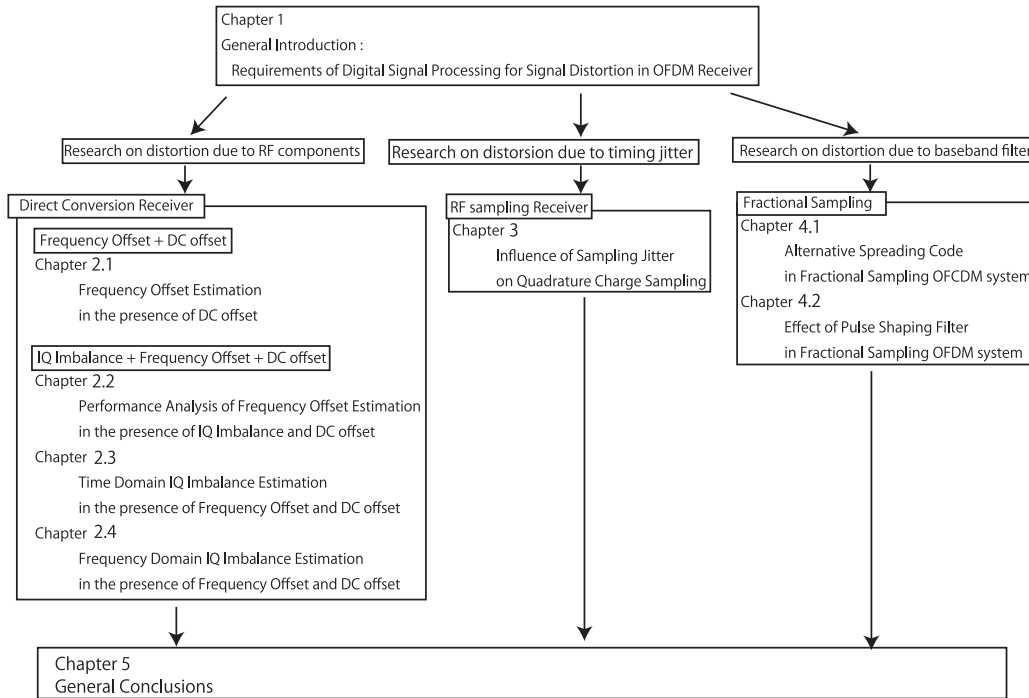 Chapter 1
General Introduction :
Requirements of Digital Signal Processing for Signal Distortion in OFDM Receiver
Research on distortion due to RF components
Direct Conversion Receiver
Frequency Offset + DC offset
Chapter 2.1
Frequency Offset Estimation
in the presence of DC offset
IQ Imbalance + Frequency Offset + DC offset
Chapter 2.2
Performance Analysis of Frequency Offset Estimation
in the presence of IQ Imbalance and DC offset
Chapter 2.3
Time Domain IQ Imbalance Estimation
in the presence of Frequency Offset and DC offset
Chapter 2.4
Frequency Domain IQ Imbalance Estimation
in the presence of Frequency Offset and DC offset
Research on distorsion due to timing jitter
RF sampling Receiver
Chapter 3
Influence of Sampling Jitter
on Quadrature Charge Sampling
Research on distortion due to baseband filter
Fractional Sampling
Chapter 4.1
Alternative Spreading Code
in Fractional Sampling OFCDM system
Chapter 4.2
Effect of Pulse Shaping Filter
in Fractional Sampling OFDM system
Chapter 5
General Conclusions